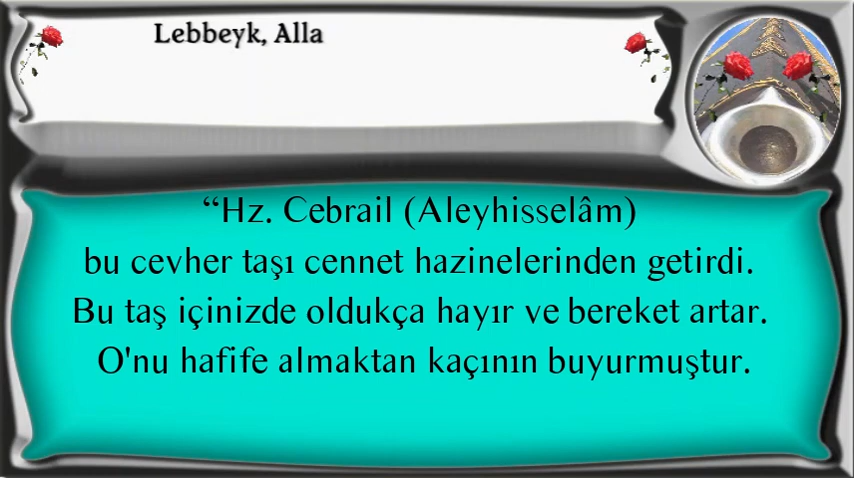 Lebbeyk, Alla
“Hz. Cebrail (Aleyhisselâm)
bu cevher taşı cennet hazinelerinden getirdi.
Bu taş içinizde oldukça hayır ve bereket artar.
O'nu hafife almaktan kaçının buyurmuştur.